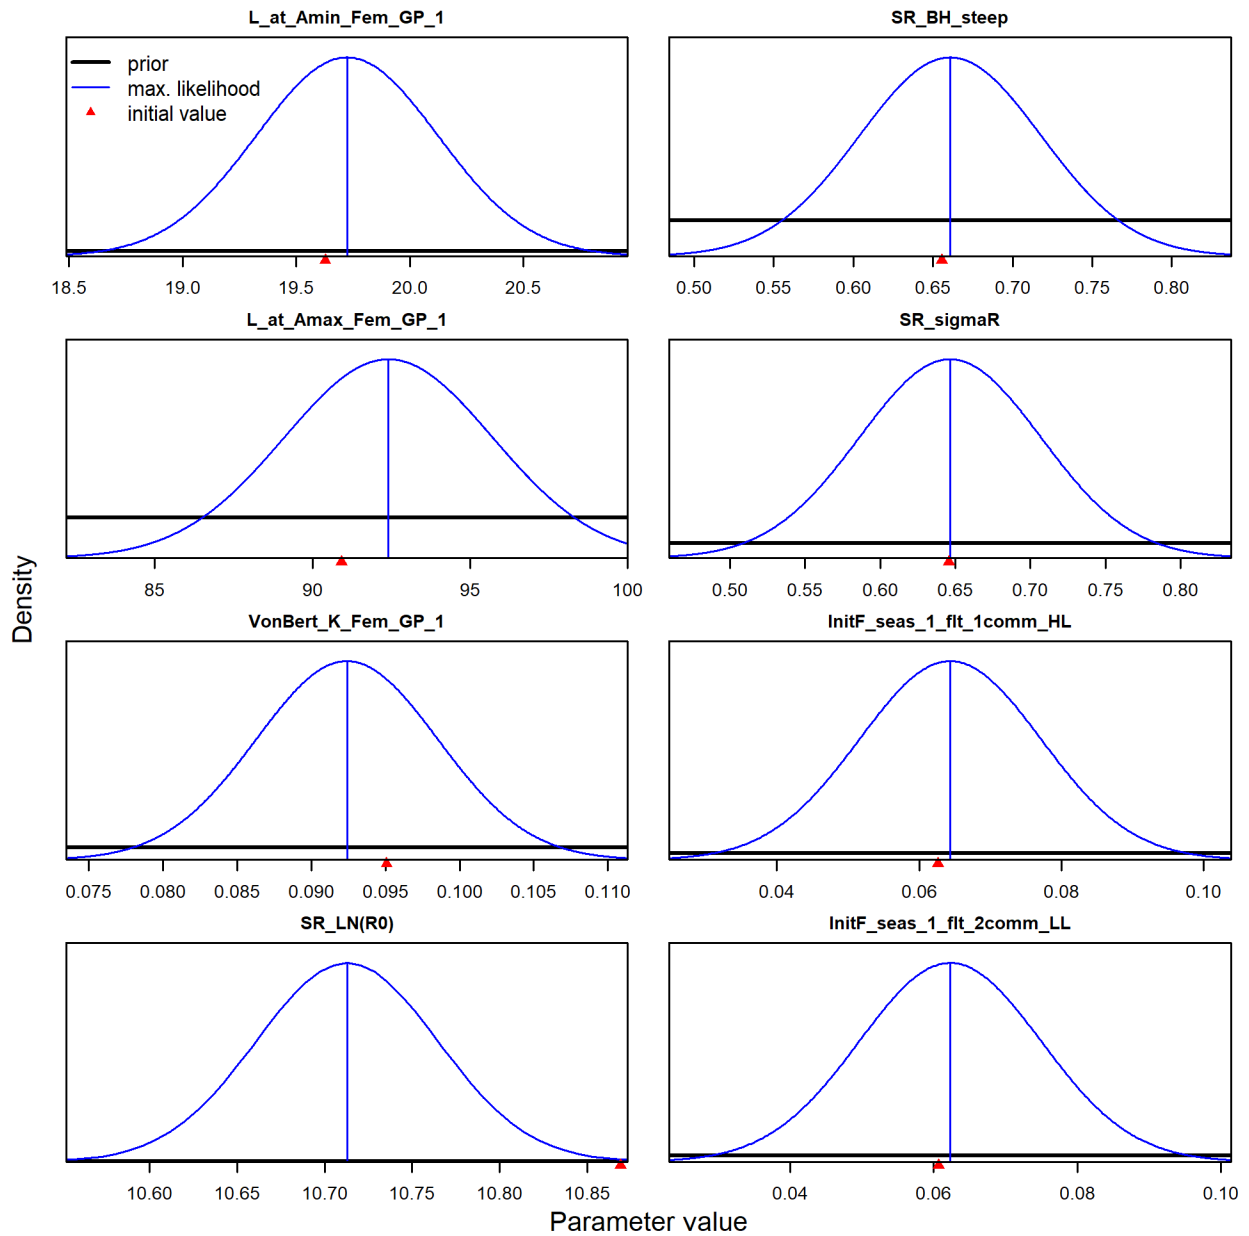 L_at_Amin_Fem_GP_1
prior
max. likelihood
initial value
18.5 19.0 19.5 20.0 20.5
SR_BH_steep
0.50 0.55 0.60 0.65 0.70 0.75 0.80
L_at_Amax_Fem_GP_1
85 90 95 100
SR_sigmaR
0.50 0.55 0.60 0.65 0.70 0.75 0.80
VonBert_K_Fem_GP_1
0.075 0.080 0.085 0.090 0.095 0.100 0.105 0.110
InitF_seas_1_flt_1comm_HL
0.04 0.06 0.08 0.10
SR_LN(R0)
10.60 10.65 10.70 10.75 10.80 10.85
InitF_seas_1_flt_2comm_LL
0.04 0.06 0.08 0.10
Density
Parameter value